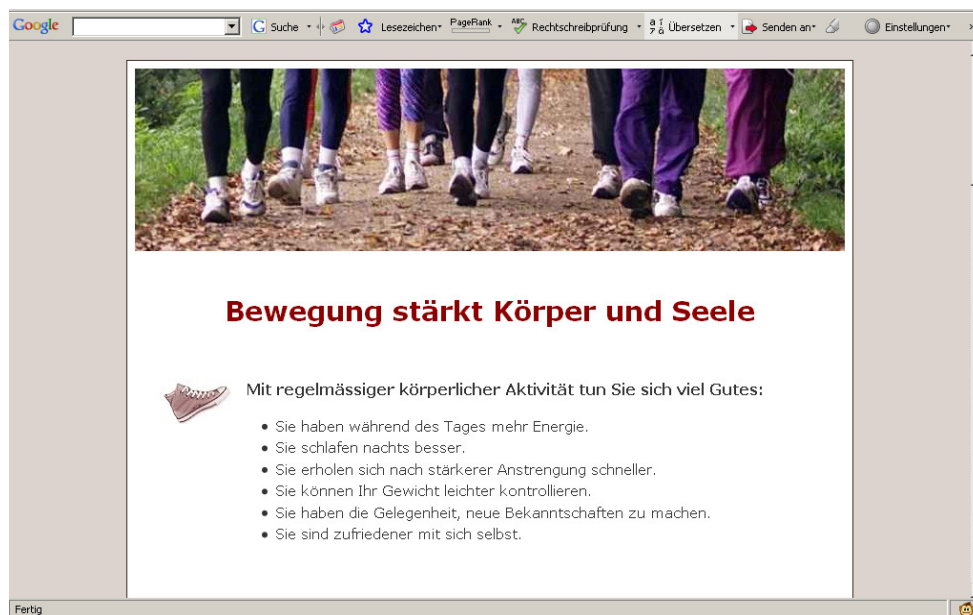 Google Suche Lesezeichen PageRank ABC Rechtschreibprüfung Übersetzen Senden an Einstellungen
Bewegung stärkt Körper und Seele
Mit regelmässiger körperlicher Aktivität tun Sie sich viel Gutes:
• Sie haben während des Tages mehr Energie.
• Sie schlafen nachts besser.
• Sie erholen sich nach stärkerer Anstrengung schneller.
• Sie können Ihr Gewicht leichter kontrollieren.
• Sie haben die Gelegenheit, neue Bekanntschaften zu machen.
• Sie sind zufriedener mit sich selbst.
Fertig